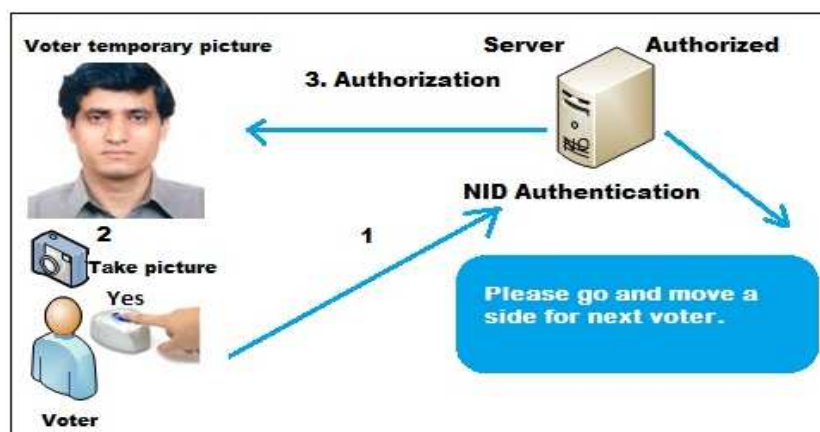 Voter temporary picture
Server Authorized
3. Authorization
NID Authentication
2
1
Take picture
Yes
Please go and move a
side for next voter.
Voter